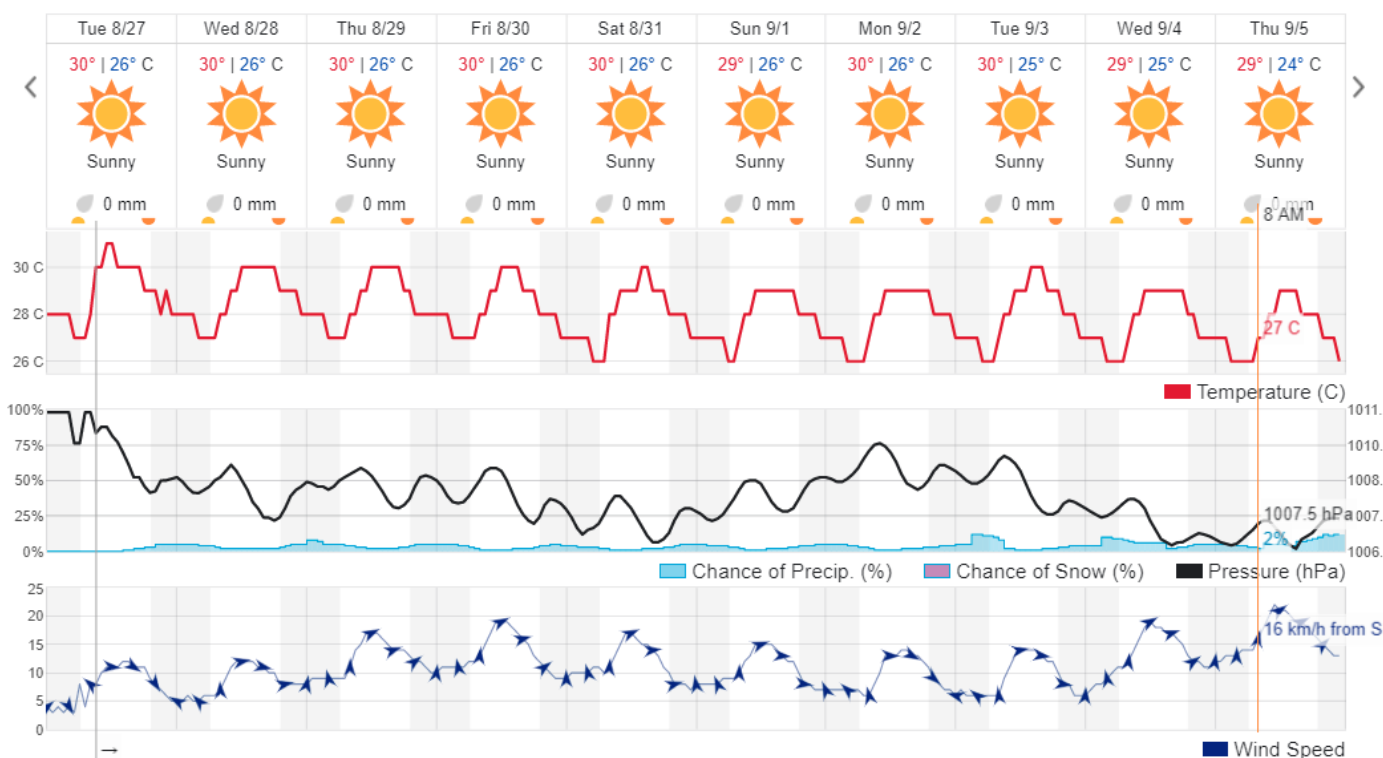 Tue 8/27 Wed 8/28 Thu 8/29 Fri 8/30 Sat 8/31 Sun 9/1 Mon 9/2 Tue 9/3 Wed 9/4 Thu 9/5
30° | 26° C 30° | 26° C 30° | 26° C 30° | 26° C 30° | 26° C 29° | 26° C 30° | 26° C 30° | 25° C 29° | 25° C 29° | 24° C
Sunny Sunny Sunny Sunny Sunny Sunny Sunny Sunny Sunny Sunny
0 mm 0 mm 0 mm 0 mm 0 mm 0 mm 0 mm 0 mm 0 mm 0 mm
8 AM
30 C
28 C
27 C
26 C
Temperature (C)
100% 1011.
75% 1010.
50% 1008.
25% 1007.
1007.5 hPa
2%
0% 1006.
Chance of Precip. (%) Chance of Snow (%) Pressure (hPa)
25
20
16 km/h from S
15
10
5
0
→
Wind Speed